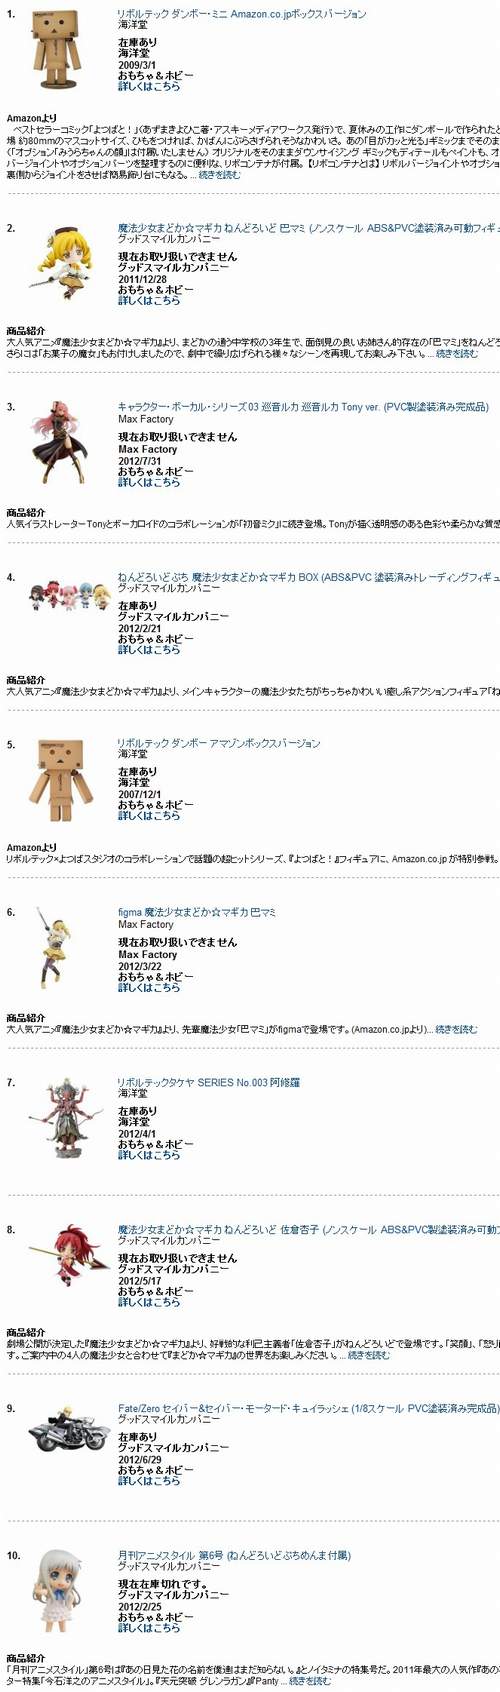 1.
リボルテック ダンボー・ミニ Amazon.co.jpボックスバージョン
海洋堂
在庫あり
海洋堂
2009/3/1
おもちゃ＆ホビー
詳しくはこちら
Amazonより
ベストセラーコミック『よつばと！』(あずまきよひこ著・アスキーメディアワークス発行)で、夏休みの工作にダンボールで作られたと
場 約80mmのマスコットサイズ、ひもをつければ、かばんにぶらさげられそうなかわいさ。 あの「目がカッと光る」ギミックまでそのま
(「オプション「みうらちゃんの顔」は付属いたしません) オリジナルをそのままダウンサイジング ギミックもディテールもペイントも、オ
バージョイントやオプションパーツを整理するのに便利な、リボコンテナが付属。【リボコンテナとは】 リボルバージョイントやオプショ
裏側からジョイントをさせば簡易飾り台にもなる。... 続きを読む
2.
魔法少女まどか☆マギカ ねんどろいど 巴マミ (ノンスケール ABS&PVC塗装済み可動フィギュ
グッドスマイルカンパニー
現在お取り扱いできません
グッドスマイルカンパニー
2011/12/28
おもちゃ＆ホビー
詳しくはこちら
商品紹介
大人気アニメ『魔法少女まどか☆マギカ』より、まどかの通う中学校の3年生で、面倒見の良いお姉さん的存在の「巴マミ」をねんどろ
さらには「お菓子の魔女」もお付けしましたので、劇中で繰り広げられる様々なシーンを再現してお楽しみ下さい。... 続きを読む
3.
キャラクター・ボーカル・シリーズ03 巡音ルカ 巡音ルカ Tony ver. (PVC製塗装済み完成品)
Max Factory
現在お取り扱いできません
Max Factory
2012/7/31
おもちゃ＆ホビー
詳しくはこちら
商品紹介
人気イラストレーターTonyとボーカロイドのコラボレーションが「初音ミク」に続き登場。Tonyが描く透明感のある色彩や柔らかな質感
4.
ねんどろいどぷち 魔法少女まどか☆マギカ BOX (ABS&PVC 塗装済みトレーディングフィギュ
グッドスマイルカンパニー
在庫あり
グッドスマイルカンパニー
2012/2/21
おもちゃ＆ホビー
詳しくはこちら
商品紹介
大人気アニメ『魔法少女まどか☆マギカ』より、メインキャラクターの魔法少女たちがちっちゃかわいい癒し系アクションフィギュア「ね
5.
リボルテック ダンボー アマゾンボックスバージョン
海洋堂
在庫あり
海洋堂
2007/12/1
おもちゃ＆ホビー
詳しくはこちら
Amazonより
リボルテック×よつばスタジオのコラボレーションで話題の超ヒットシリーズ、『よつばと！』フィギュアに、Amazon.co.jp が特別参戦。
6.
figma 魔法少女まどか☆マギカ 巴マミ
Max Factory
現在お取り扱いできません
Max Factory
2012/3/22
おもちゃ＆ホビー
詳しくはこちら
商品紹介
大人気アニメ『魔法少女まどか☆マギカ』より、先輩魔法少女「巴マミ」がfigmaで登場です。(Amazon.co.jpより)... 続きを読む
7.
リボルテックタケヤ SERIES No.003 阿修羅
海洋堂
在庫あり
海洋堂
2012/4/1
おもちゃ＆ホビー
詳しくはこちら
8.
魔法少女まどか☆マギカ ねんどろいど 佐倉杏子 (ノンスケール ABS&PVC製塗装済み可動フ
グッドスマイルカンパニー
現在お取り扱いできません
グッドスマイルカンパニー
2012/5/17
おもちゃ＆ホビー
詳しくはこちら
商品紹介
劇場公開が決定した『魔法少女まどか☆マギカ』より、好戦的な利己主義者「佐倉杏子」がねんどろいどで登場です。「笑顔」、「怒り
す。ご案内中の4人の魔法少女と合わせて『まどか☆マギカ』の世界をお楽しみください。... 続きを読む
9.
Fate/Zero セイバー&セイバー・モータード・キュイラッシェ (1/8スケール PVC塗装済み完成品)
グッドスマイルカンパニー
在庫あり
グッドスマイルカンパニー
2012/6/29
おもちゃ＆ホビー
詳しくはこちら
10.
月刊アニメスタイル 第6号 (ねんどろいどぷちめんま付属)
グッドスマイルカンパニー
現在在庫切れです。
グッドスマイルカンパニー
2012/2/25
おもちゃ＆ホビー
詳しくはこちら
商品紹介
「月刊アニメスタイル」第6号は『あの日見た花の名前を僕達はまだ知らない。』とノイタミナの特集号だ。2011年最大の人気作『あの
ター特集「今石洋之のアニメスタイル」。『天元突破 グレンラガン』『Panty ... 続きを読む